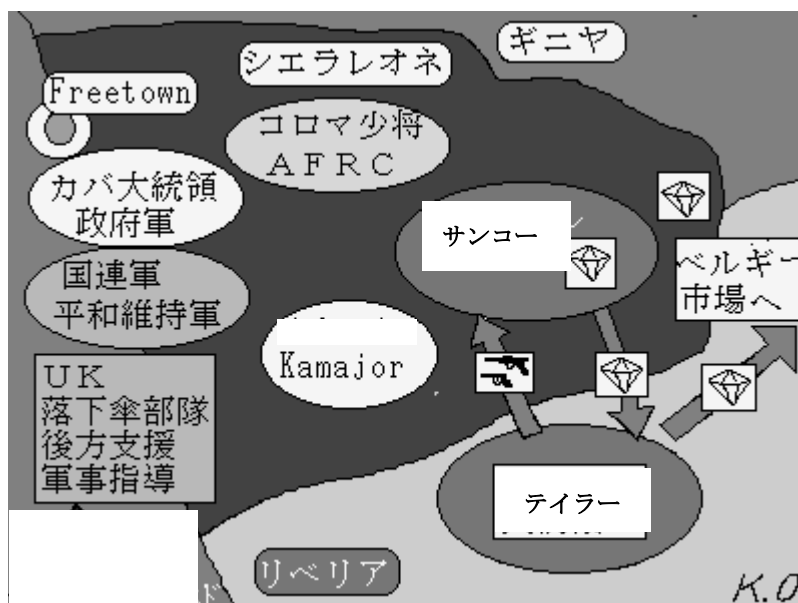 ギニヤ
シエラレオネ
Freetown
コロマ少将
AFRC
カバ大統領
政府軍
サンコー
ン
国連軍
平和維持軍
ベルギー
市場へ
Kamajor
UK
落下傘部隊
後方支援
軍事指導
テイラー
リベリア
ド
K.O